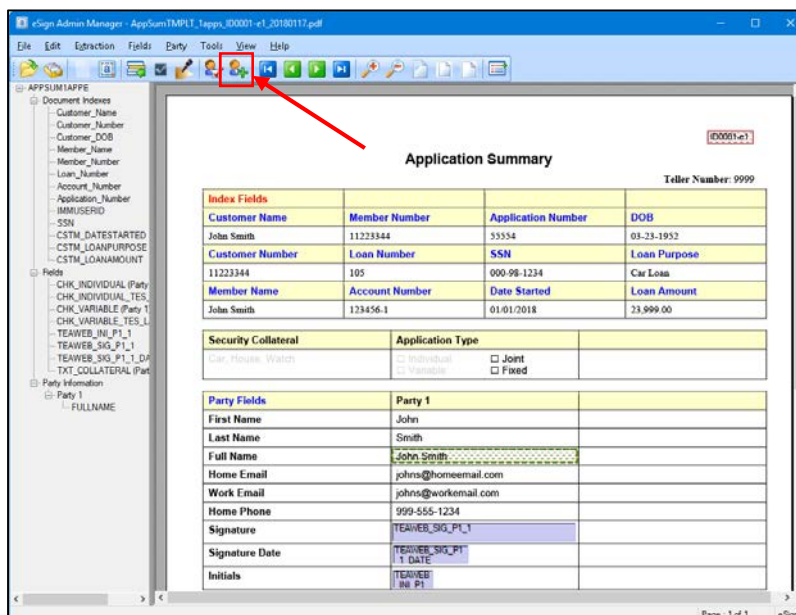 eSign Admin Manager - AppSumTMPLT_1apps_ID0001-e1_20180117.pdf
File Edit Extraction Fields Party Tools View Help
APPSUM1APPE
Document Indexes
Customer_Name
Customer_Number
Customer_DOB
Member_Name
Member_Number
Loan_Number
Account_Number
Application_Number
IMMUSERID
SSN
CSTM_DATESTARTED
CSTM_LOANPURPOSE
CSTM_LOANAMOUNT
Fields
CHK_INDIVIDUAL (Party
CHK_INDIVIDUAL_TES_
CHK_VARIABLE (Party 1)
CHK_VARIABLE_TES_L
TEAWEB_INI_P1_1
TEAWEB_SIG_P1_1
TEAWEB_SIG_P1_1_DA
TXT_COLLATERAL (Part
Party Information
Party 1
FULLNAME
ID0001-e1
Application Summary
Teller Number: 9999
Index Fields
Customer Name Member Number Application Number DOB
John Smith 11223344 55554 03-23-1952
Customer Number Loan Number SSN Loan Purpose
11223344 105 000-98-1234 Car Loan
Member Name Account Number Date Started Loan Amount
John Smith 123456-1 01/01/2018 23,999.00
Security Collateral Application Type
Car, House, Watch Individual Joint
Variable Fixed
Party Fields Party 1
First Name John
Last Name Smith
Full Name John Smith
Home Email johns@homeemail.com
Work Email johns@workemail.com
Home Phone 999-555-1234
Signature TEAWEB_SIG_P1_1
Signature Date TEAWEB_SIG_P1
1_DATE
Initials TEAWEB
INI_P1
Page: 1 of 1 eSign